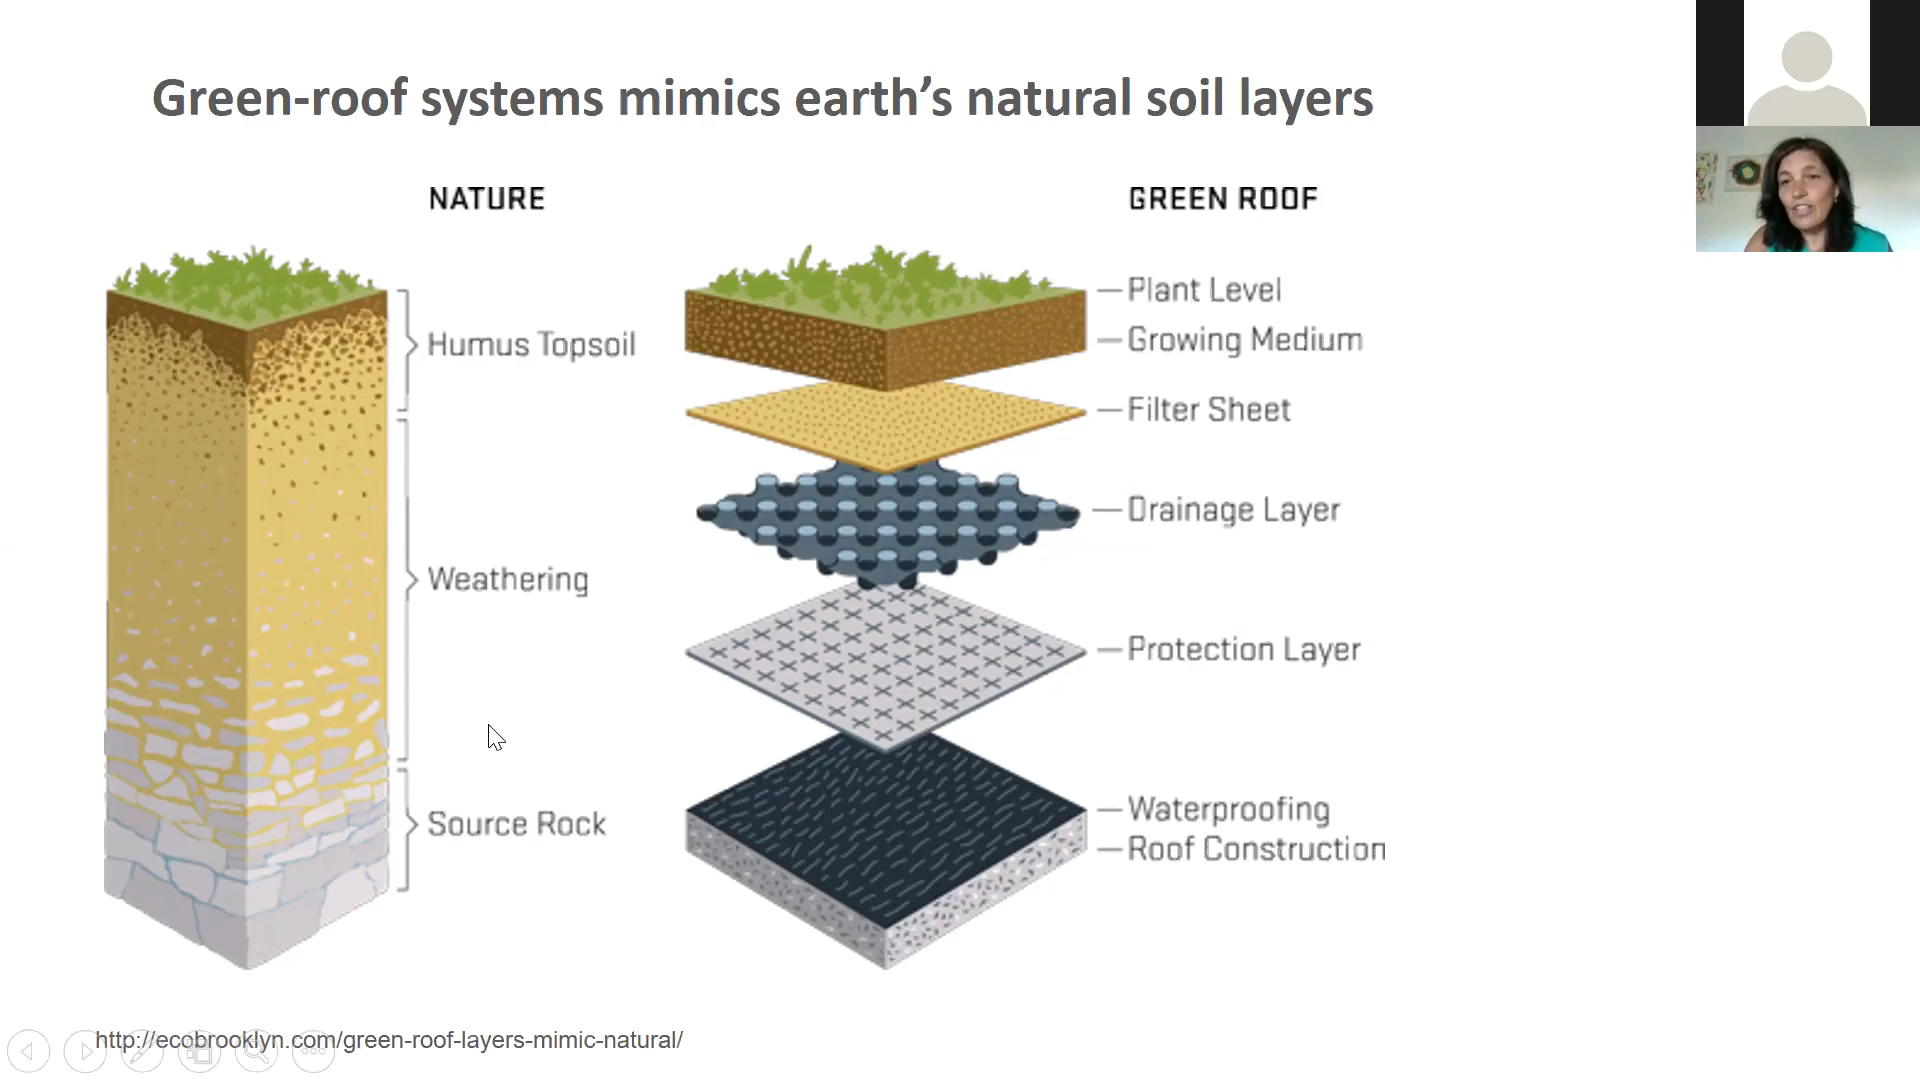 Green-roof systems mimics earth’s natural soil layers
NATURE
Humus Topsoil
Weathering
Source Rock
GREEN ROOF
Plant Level
Growing Medium
Filter Sheet
Drainage Layer
Protection Layer
Waterproofing
Roof Construction
http://ecobrooklyn.com/green-roof-layers-mimic-natural/